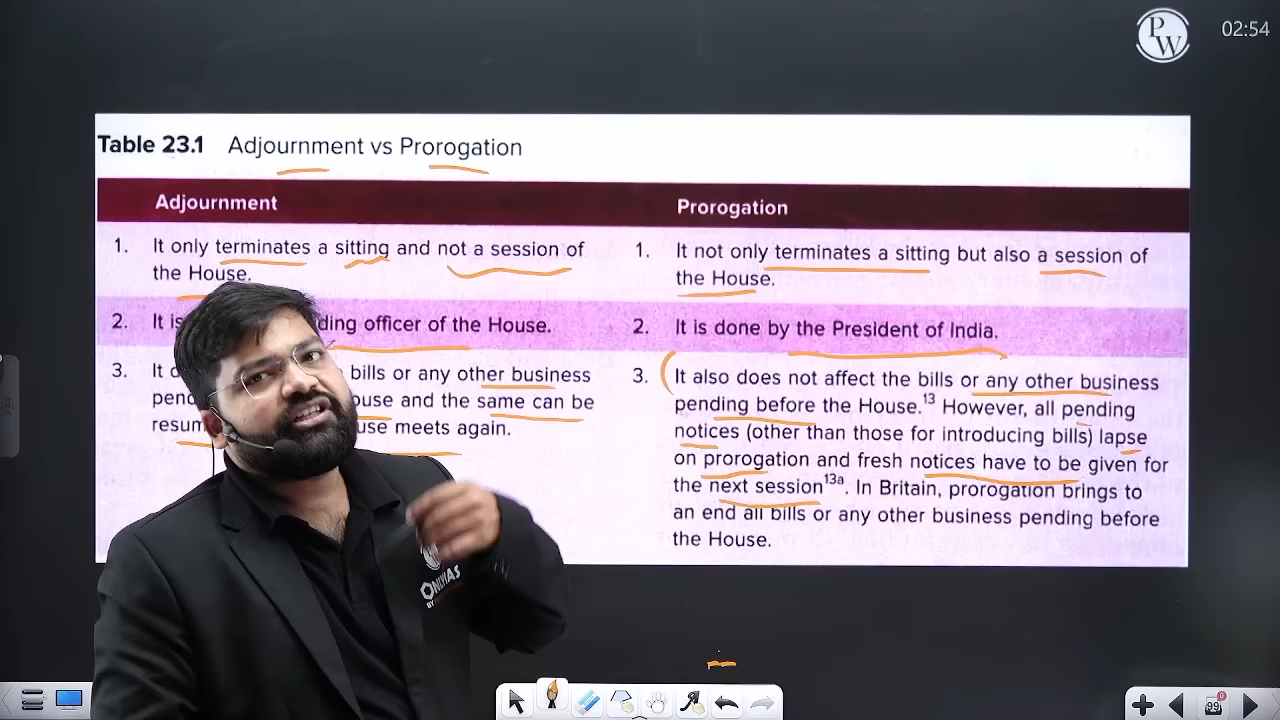 PW
02:54
Table 23.1 Adjournment vs Prorogation
Adjournment
Prorogation
1. It only terminates a sitting and not a session of
the House.
2. It is ding officer of the House.
3. It bills or any other business
and the same can be
meets again.
1. It not only terminates a sitting but also a session of
the House.
2. It is done by the President of India.
3. It also does not affect the bills or any other business
pending before the House.13 However, all pending
notices (other than those for introducing bills) lapse
on prorogation and fresh notices have to be given for
the next session13a. In Britain, prorogation brings to
an end all bills or any other business pending before
the House.
BY
99
0